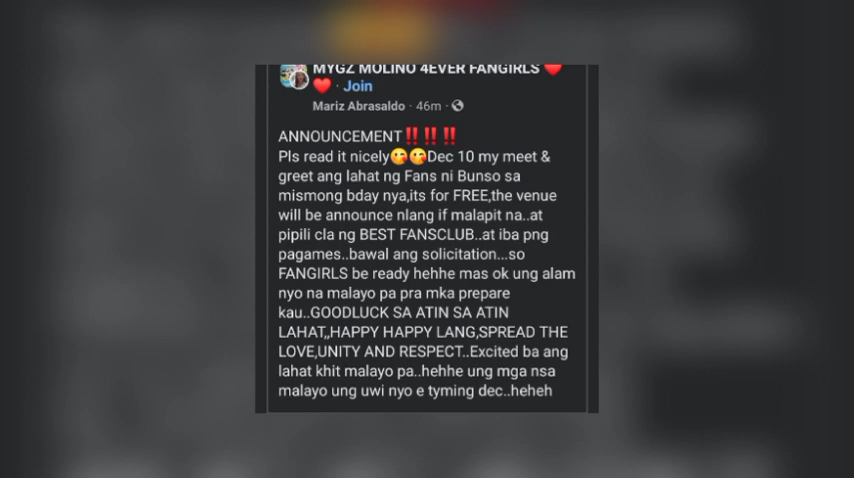 MYGZ MOLINO 4EVER FANGIRLS ❤️
❤️ · Join
Mariz Abrasaldo · 46m ·
ANNOUNCEMENT‼️‼️‼️
Pls read it nicely😘😘Dec 10 my meet &
greet ang lahat ng Fans ni Bunso sa
mismong bday nya,its for FREE,the venue
will be announce nlang if malapit na..at
pipili cla ng BEST FANSCLUB..at iba png
pagames..bawal ang solicitation...so
FANGIRLS be ready hehhe mas ok ung alam
nyo na malayo pa pra mka prepare
kau..GOODLUCK SA ATIN SA ATIN
LAHAT,,HAPPY HAPPY LANG,SPREAD THE
LOVE,UNITY AND RESPECT..Excited ba ang
lahat khit malayo pa..hehhe ung mga nsa
malayo ung uwi nyo e tyming dec..heheh